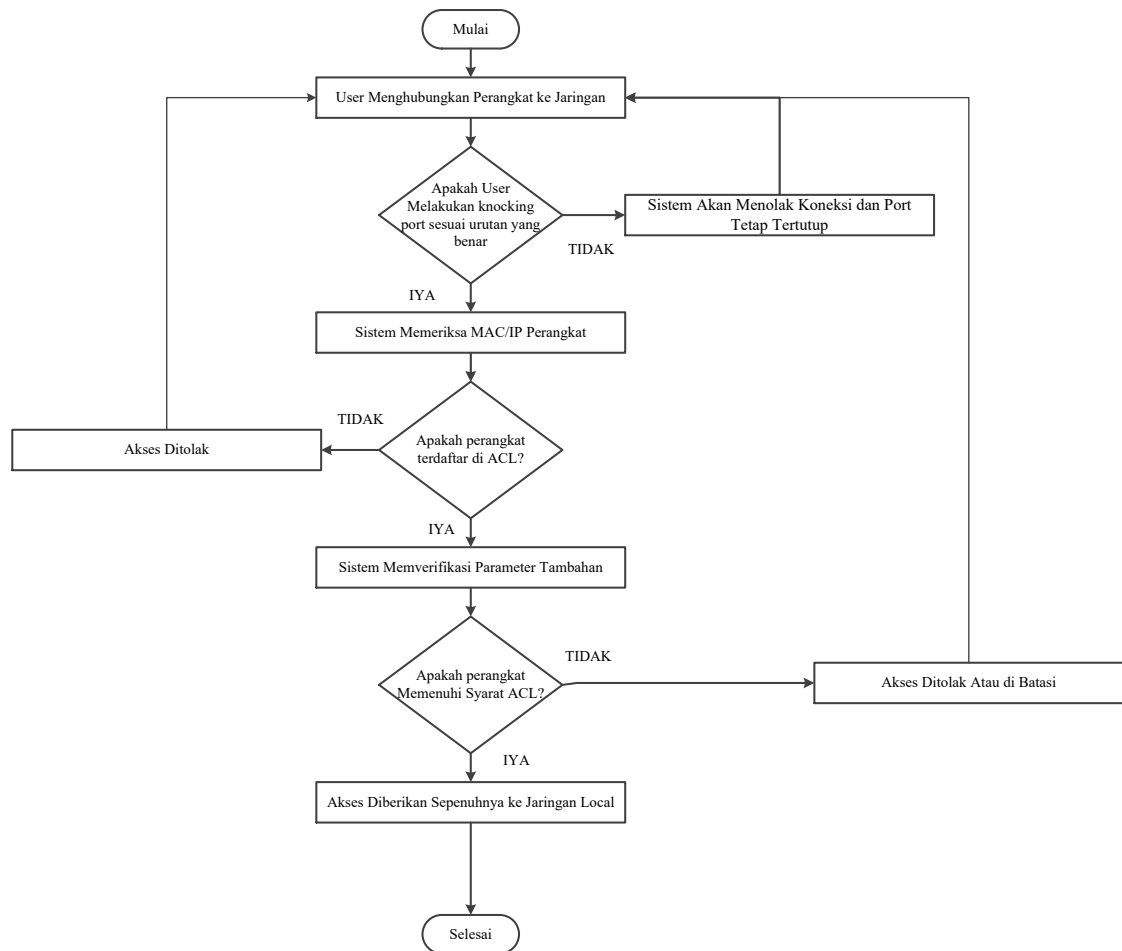 Mulai
User Menghubungkan Perangkat ke Jaringan
Apakah User
Melakukan knocking
port sesuai urutan yang
benar
TIDAK
Sistem Akan Menolak Koneksi dan Port
Tetap Tertutup
IYA
Sistem Memeriksa MAC/IP Perangkat
TIDAK
Akses Ditolak
Apakah perangkat
terdaftar di ACL?
IYA
Sistem Memverifikasi Parameter Tambahan
Apakah perangkat
Memenuhi Syarat ACL?
TIDAK
Akses Ditolak Atau di Batasi
IYA
Akses Diberikan Sepenuhnya ke Jaringan Local
Selesai